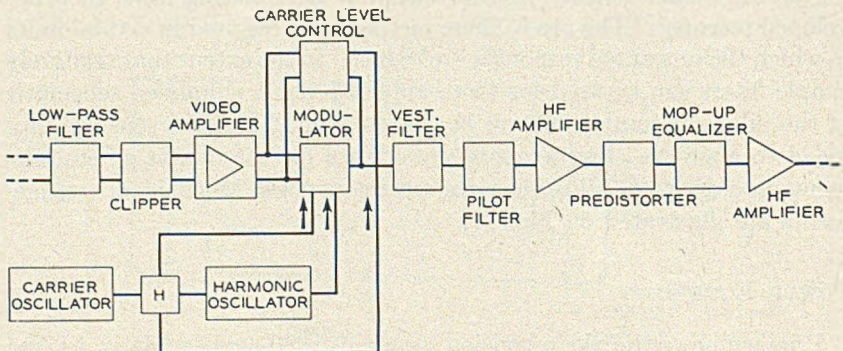 CARRIER LEVEL
CONTROL
LOW-PASS
FILTER
VIDEO
AMPLIFIER
MODU-
LATOR
VEST.
FILTER
HF
AMPLIFIER
MOP-UP
EQUALIZER
CLIPPER
PILOT
FILTER
PREDISTORTER
HF
AMPLIFIER
CARRIER
OSCILLATOR
H
HARMONIC
OSCILLATOR